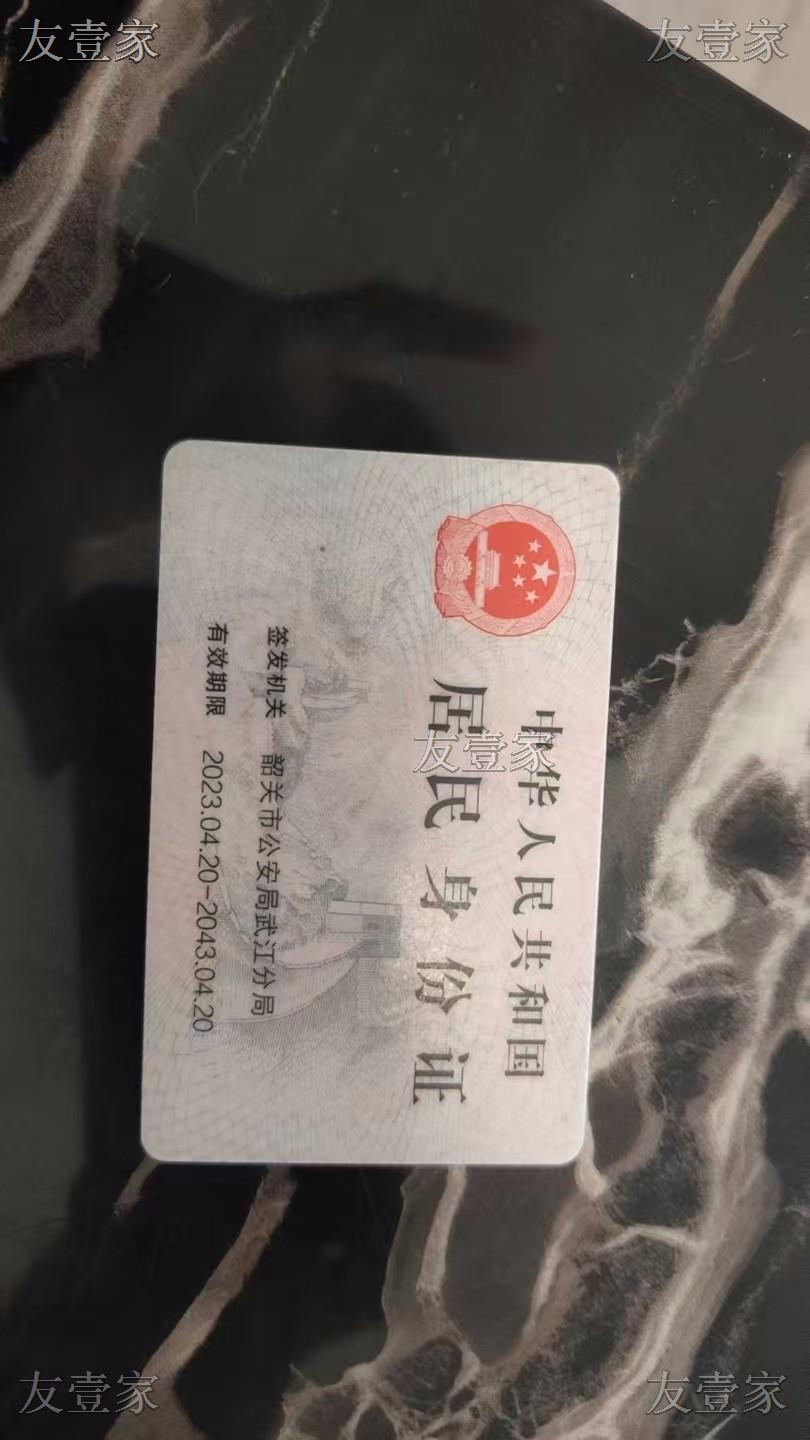 友壹家
友壹家
中华人民共和国
居民身份证
友壹家
签发机关 韶关市公安局武江分局
有效期限 2023.04.20-2043.04.20
友壹家
友壹家